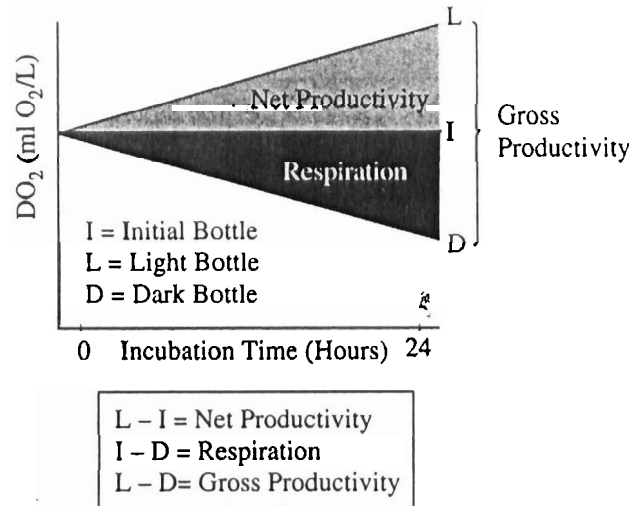 L
Net Productivity
Gross
Productivity
I
Respiration
DO₂ (ml O₂/L)
D
I = Initial Bottle
L = Light Bottle
D = Dark Bottle
0 Incubation Time (Hours) 24
L – I = Net Productivity
I – D = Respiration
L – D= Gross Productivity